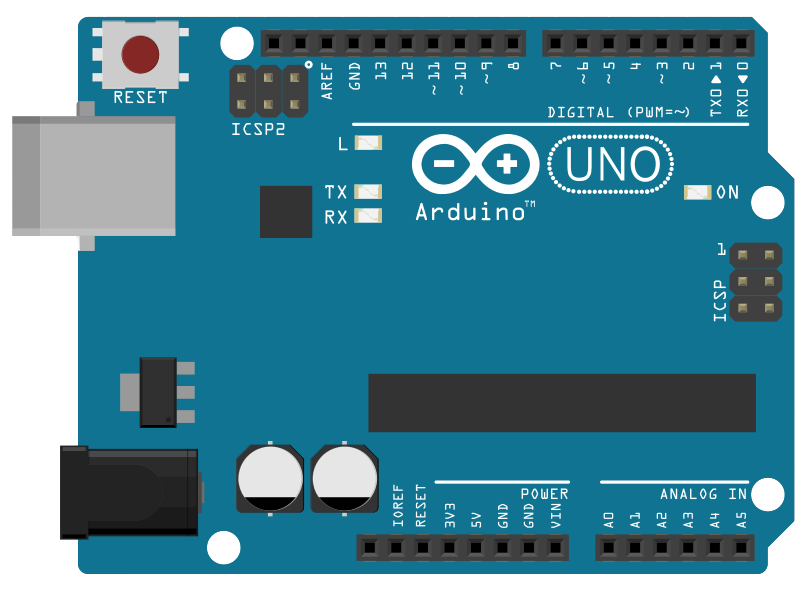 RESET
ICSP2
AREF
GND
13
12
~11
~10
~9
8
7
~6
~5
4
~3
2
TX0▶1
RX0◀0
DIGITAL (PWM=~)
L
TX
RX
UNO
Arduino™
ON
1
ICSP
POWER
ANALOG IN
IOREF
RESET
3V3
5V
GND
GND
VIN
A0
A1
A2
A3
A4
A5